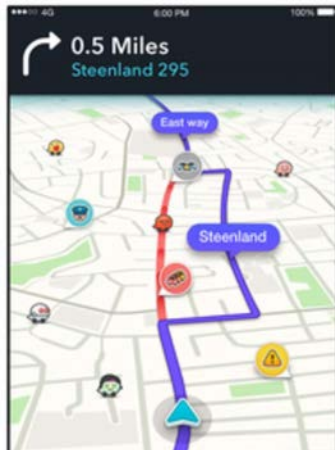 4G 6:00 PM 100%
0.5 Miles
Steenland 295
East way
Steenland